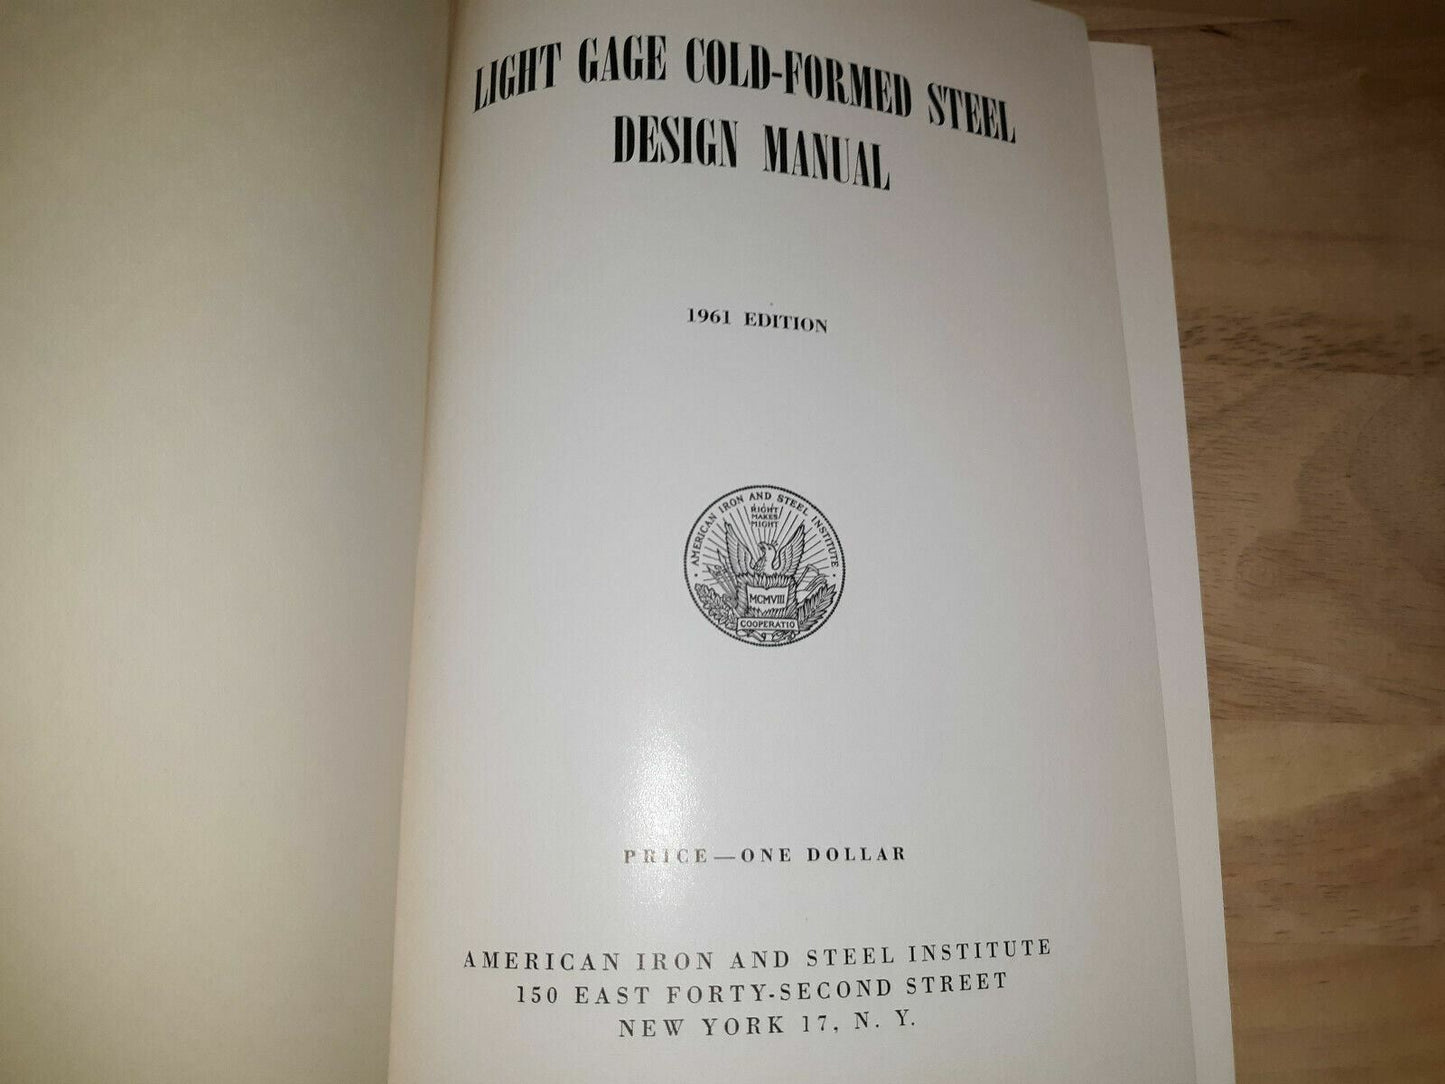 LIGHT GAGE COLD-FORMED STEEL
DESIGN MANUAL
1961 EDITION
AMERICAN IRON AND STEEL INSTITUTE
RIGHT
MAKES
MIGHT
MCMVIII
COOPERATIO
PRICE—ONE DOLLAR
AMERICAN IRON AND STEEL INSTITUTE
150 EAST FORTY-SECOND STREET
NEW YORK 17, N. Y.